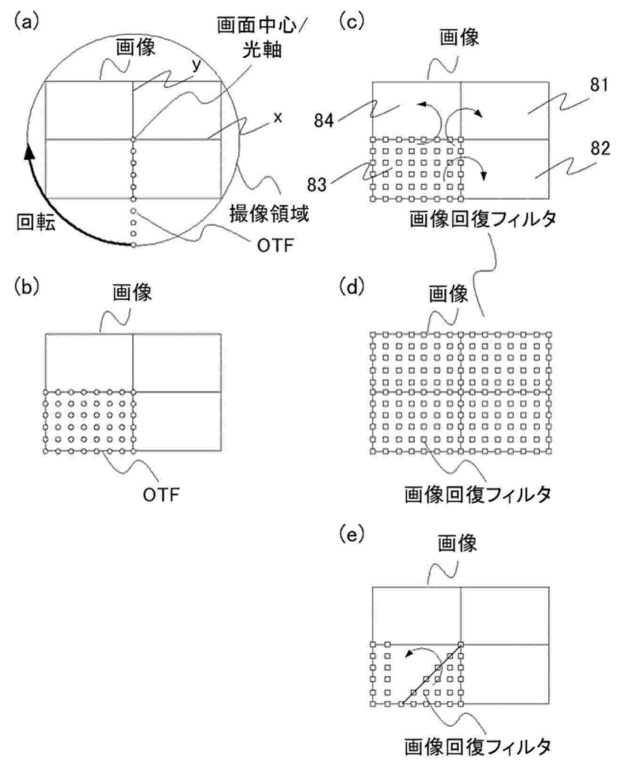 (a)
画像
画面中心/
光軸
y
x
回転
撮像領域
OTF
(b)
画像
OTF
(c)
画像
81
84
82
83
画像回復フィルタ
(d)
画像
画像回復フィルタ
(e)
画像
画像回復フィルタ